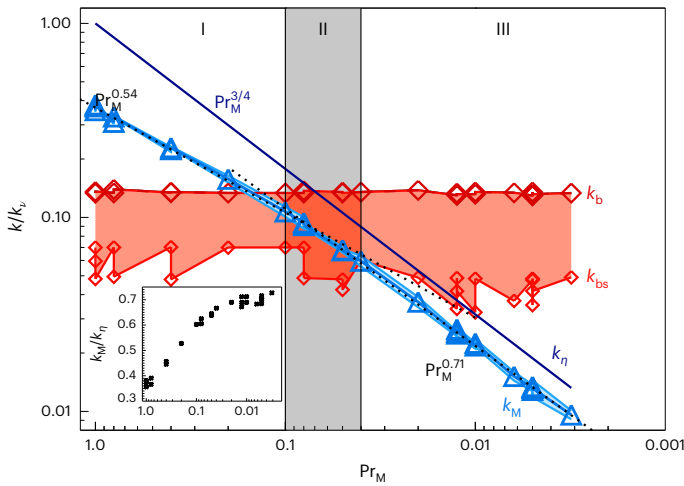 1.00
I
II
III
Pr_M^0.54
Pr_M^3/4
k/k_ν
0.10
k_b
k_bs
0.7
0.6
0.5
0.4
0.3
k_M/k_η
1.0
0.1
0.01
Pr_M^0.71
k_η
k_M
0.01
1.0
0.1
0.01
0.001
Pr_M